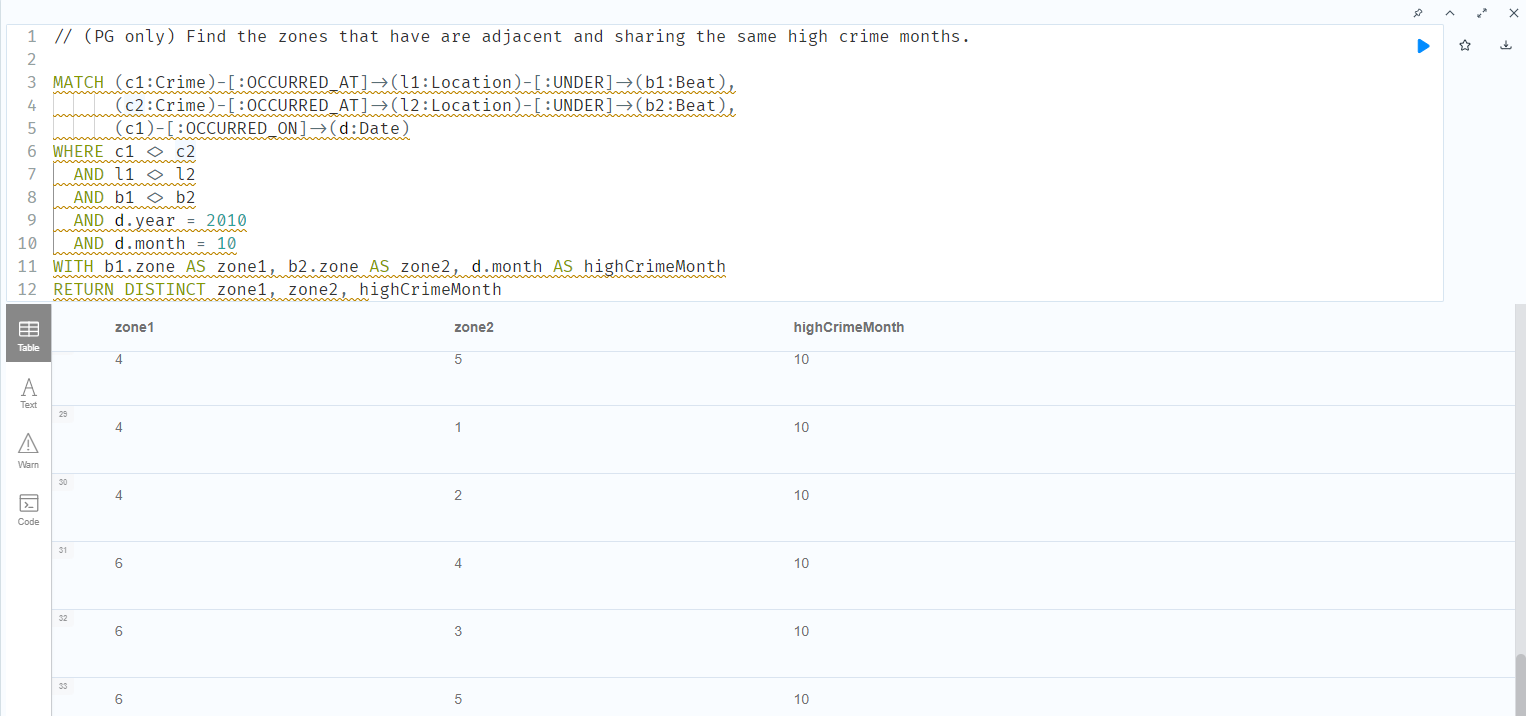 1 // (PG only) Find the zones that have are adjacent and sharing the same high crime months.
2
3 MATCH (c1:Crime)-[:OCCURRED_AT]->(l1:Location)-[:UNDER]->(b1:Beat),
4 (c2:Crime)-[:OCCURRED_AT]->(l2:Location)-[:UNDER]->(b2:Beat),
5 (c1)-[:OCCURRED_ON]->(d:Date)
6 WHERE c1 <> c2
7 AND l1 <> l2
8 AND b1 <> b2
9 AND d.year = 2010
10 AND d.month = 10
11 WITH b1.zone AS zone1, b2.zone AS zone2, d.month AS highCrimeMonth
12 RETURN DISTINCT zone1, zone2, highCrimeMonth
Table
Text
Warn
Code
zone1 zone2 highCrimeMonth
4 5 10
29
4 1 10
30
4 2 10
31
6 4 10
32
6 3 10
33
6 5 10